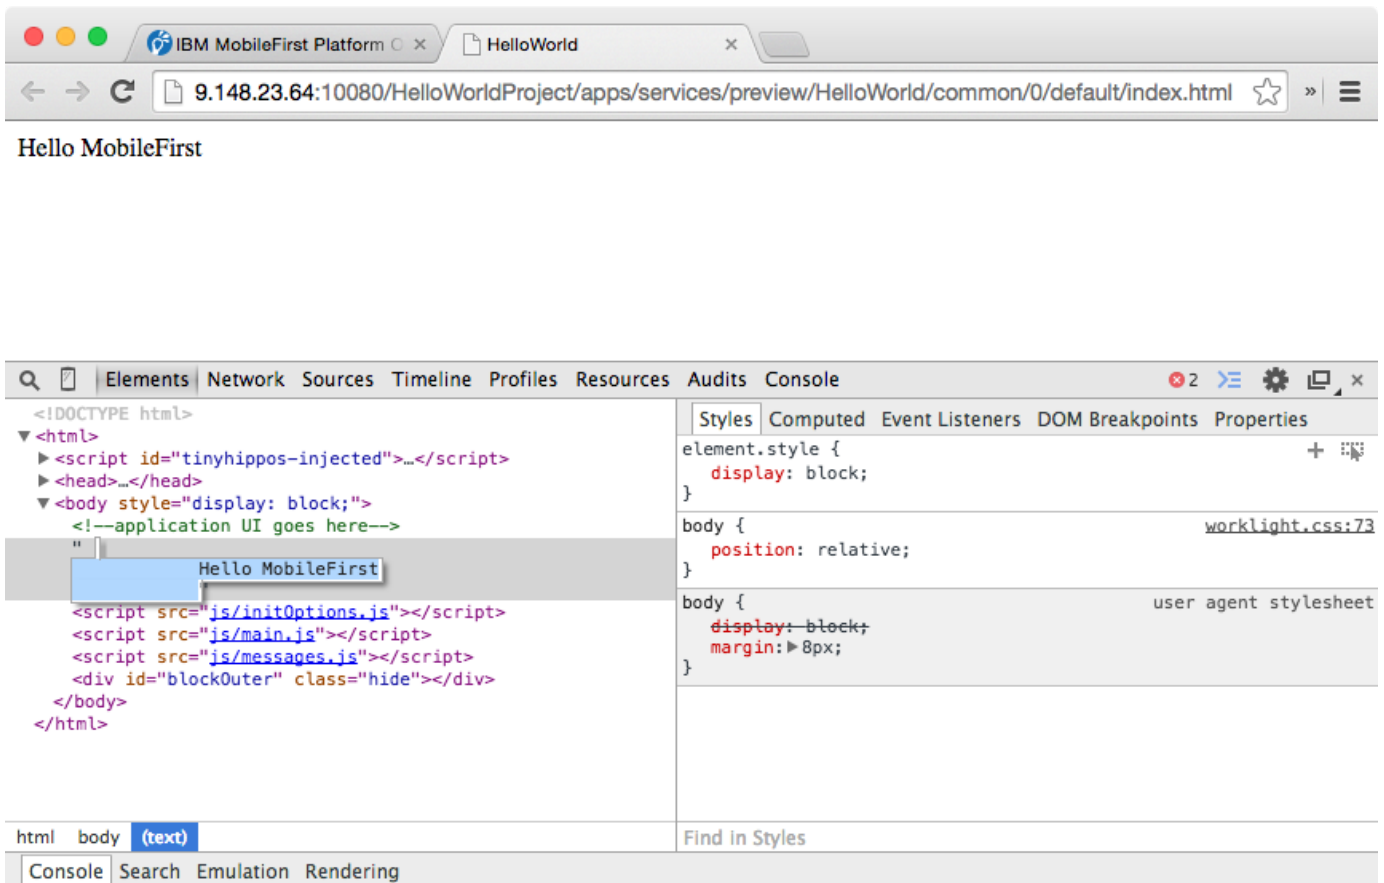 IBM MobileFirst Platform O × HelloWorld ×
9.148.23.64:10080/HelloWorldProject/apps/services/preview/HelloWorld/common/0/default/index.html »
Hello MobileFirst
Elements Network Sources Timeline Profiles Resources Audits Console 2 ×
<!DOCTYPE html>
▼<html>
▶<script id="tinyhippos-injected">…</script>
▶<head>…</head>
▼<body style="display: block;">
<!--application UI goes here-->
"
Hello MobileFirst
<script src="js/initOptions.js"></script>
<script src="js/main.js"></script>
<script src="js/messages.js"></script>
<div id="blockOuter" class="hide"></div>
</body>
</html>
html body (text)
Styles Computed Event Listeners DOM Breakpoints Properties
element.style { +
display: block;
}
body { worklight.css:73
position: relative;
}
body { user agent stylesheet
display: block;
margin:▶8px;
}
Find in Styles
Console Search Emulation Rendering